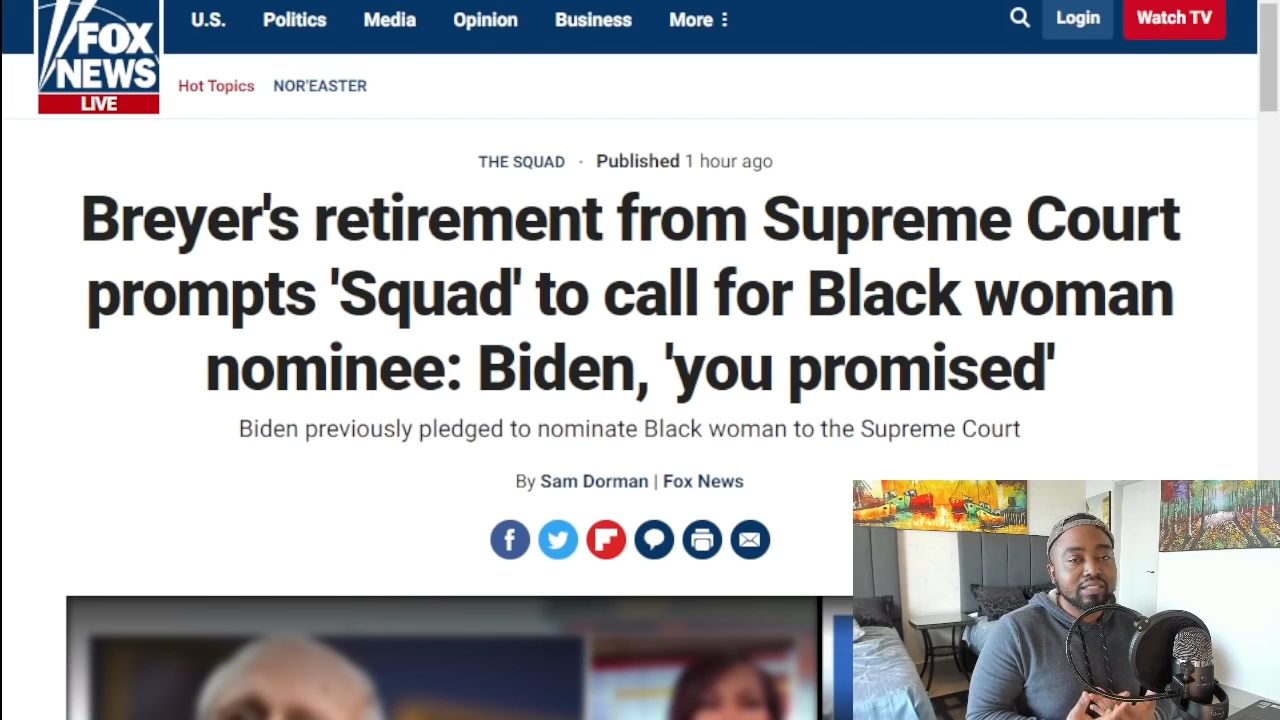 U.S. Politics Media Opinion Business More Login Watch TV
FOX
NEWS
LIVE
Hot Topics NOR'EASTER
THE SQUAD · Published 1 hour ago
Breyer's retirement from Supreme Court
prompts 'Squad' to call for Black woman
nominee: Biden, 'you promised'
Biden previously pledged to nominate Black woman to the Supreme Court
By Sam Dorman | Fox News